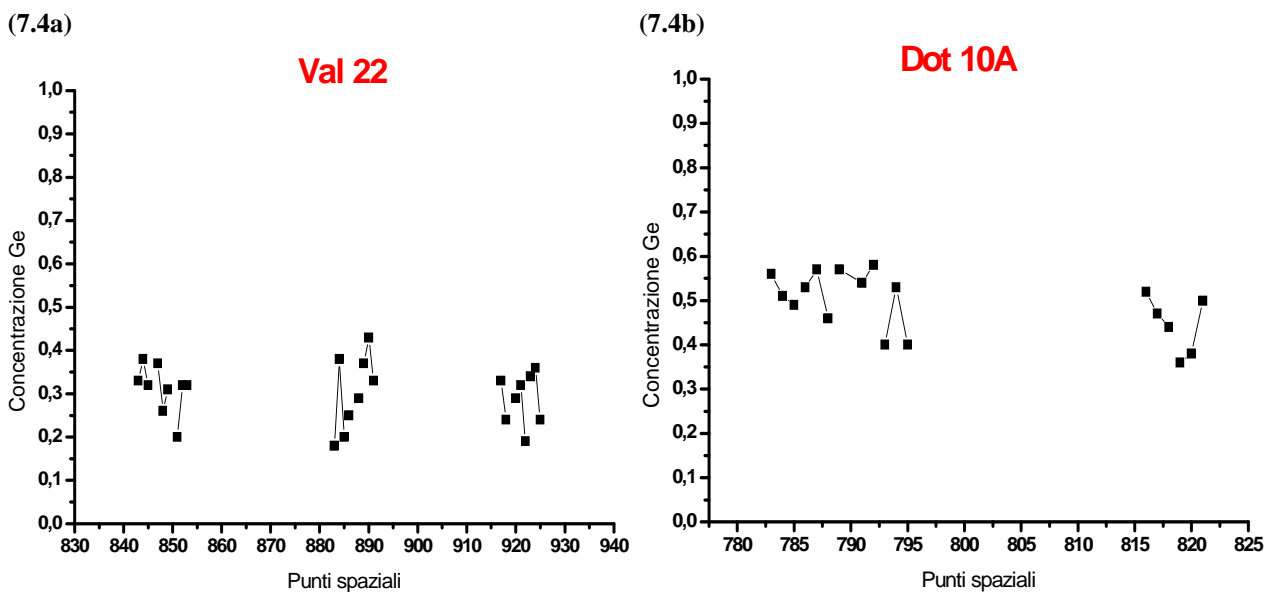 (7.4a)
Val 22
1,0
0,9
0,8
0,7
0,6
0,5
0,4
0,3
0,2
0,1
0,0
Concentrazione Ge
830 840 850 860 870 880 890 900 910 920 930 940
Punti spaziali
(7.4b)
Dot 10A
1,0
0,9
0,8
0,7
0,6
0,5
0,4
0,3
0,2
0,1
0,0
Concentrazione Ge
780 785 790 795 800 805 810 815 820 825
Punti spaziali